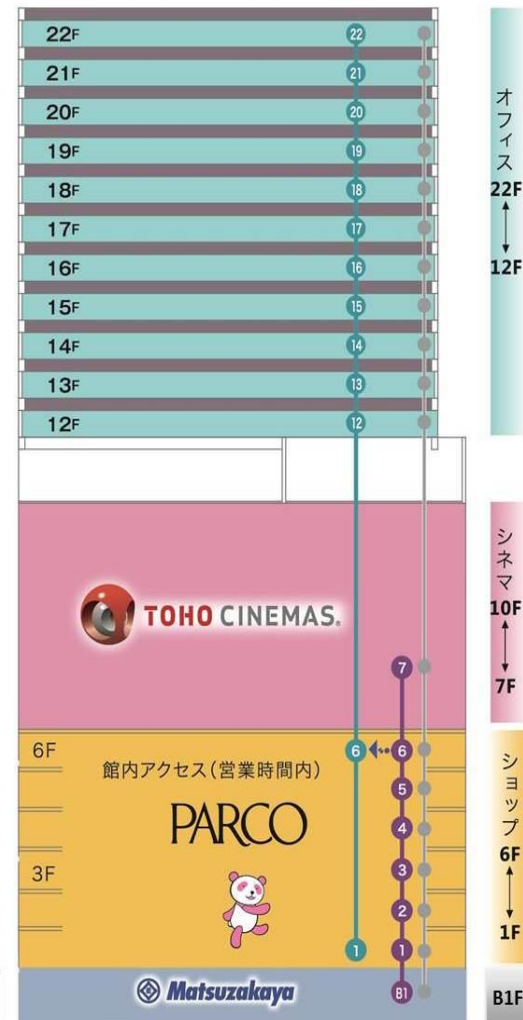 22F 22
21F 21
20F 20
19F 19
18F 18
17F 17
16F 16
15F 15
14F 14
13F 13
12F 12
オフィス
22F
12F
TOHO CINEMAS.
7
シネマ
10F
7F
6F 6 6
館内アクセス(営業時間内)
5
PARCO
4
3F 3
2
1 1
ショップ
6F
1F
Matsuzakaya B1
B1F